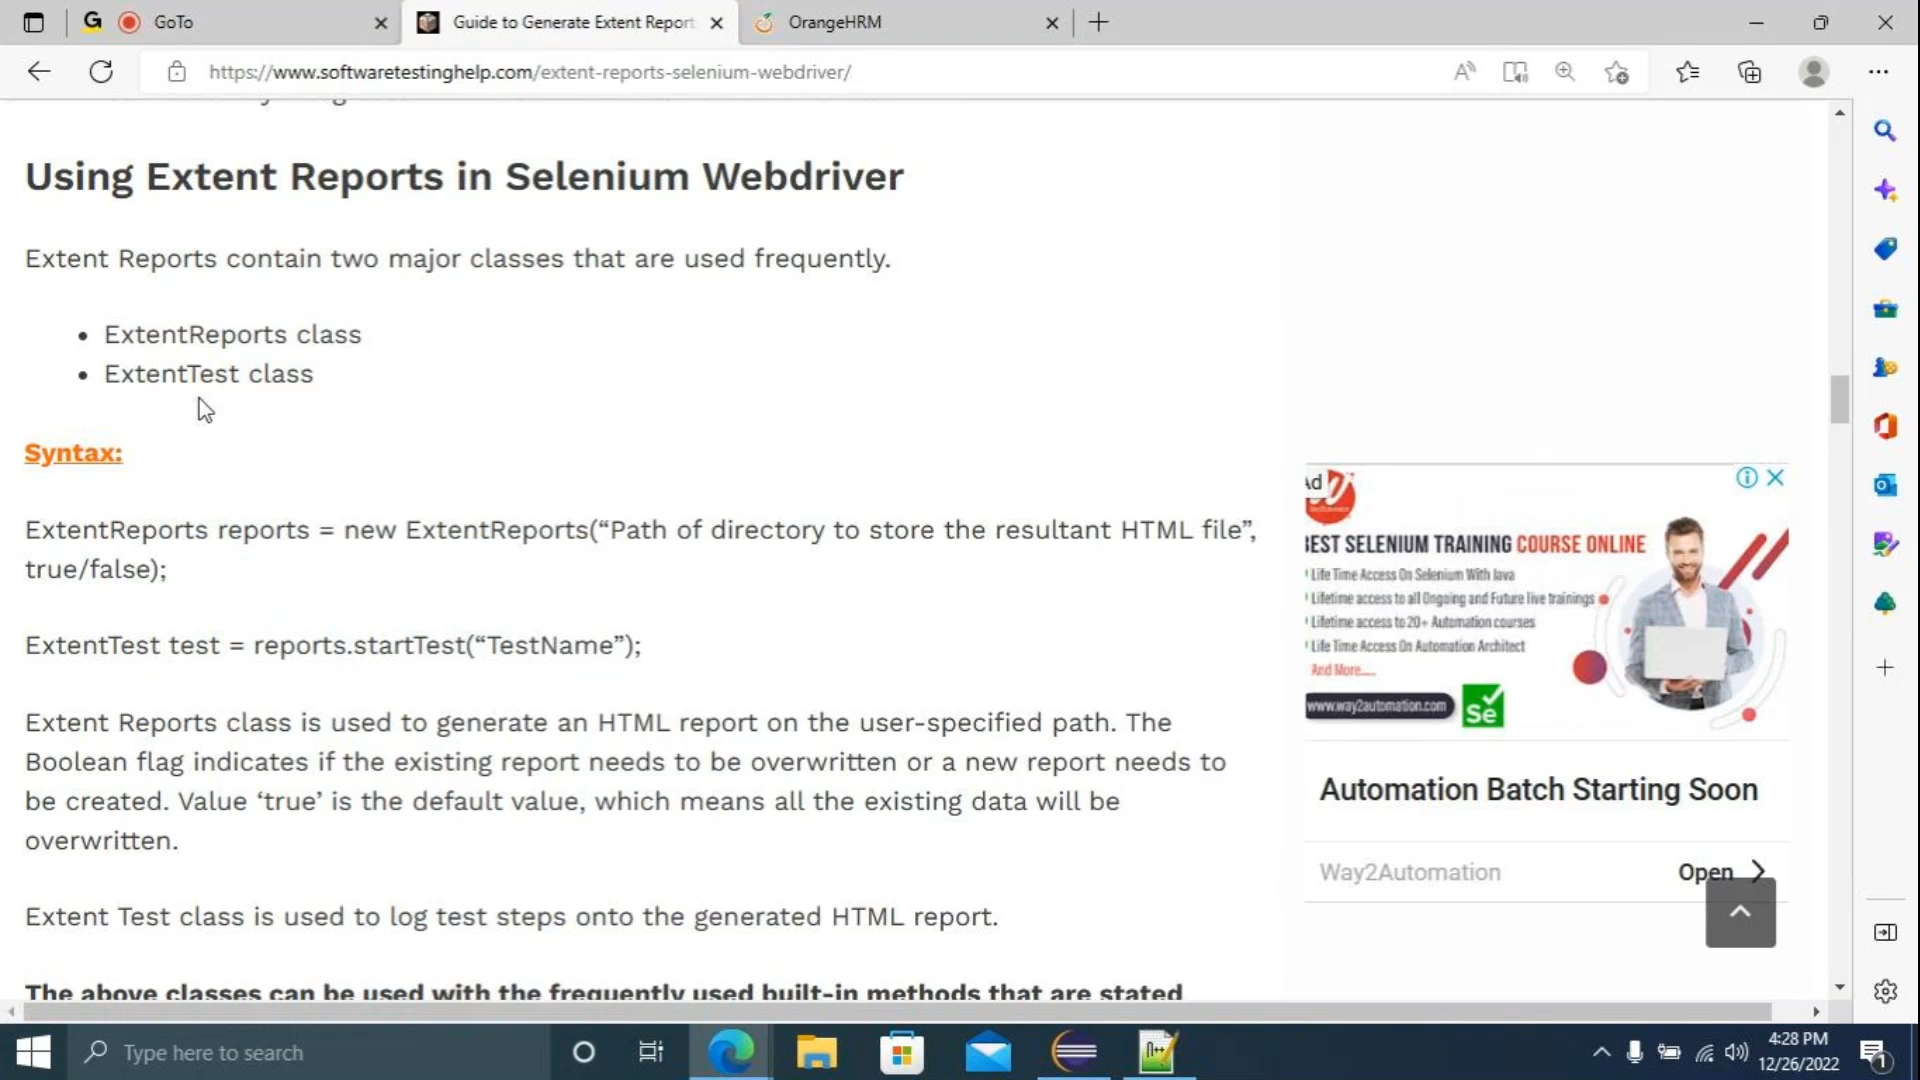 GoTo
Guide to Generate Extent Report
OrangeHRM
https://www.softwaretestinghelp.com/extent-reports-selenium-webdriver/
Using Extent Reports in Selenium Webdriver
Extent Reports contain two major classes that are used frequently.
• ExtentReports class
• ExtentTest class
Syntax:
ExtentReports reports = new ExtentReports(“Path of directory to store the resultant HTML file”,
true/false);
ExtentTest test = reports.startTest(“TestName”);
Extent Reports class is used to generate an HTML report on the user-specified path. The
Boolean flag indicates if the existing report needs to be overwritten or a new report needs to
be created. Value ‘true’ is the default value, which means all the existing data will be
overwritten.
Extent Test class is used to log test steps onto the generated HTML report.
The above classes can be used with the frequently used built-in methods that are stated
Ad
BEST SELENIUM TRAINING COURSE ONLINE
Life Time Access On Selenium With Java
Lifetime access to all Ongoing and Future live trainings
Lifetime access to 20+ Automation courses
Life Time Access On Automation Architect
And More.....
www.way2automation.com
Se
Automation Batch Starting Soon
Way2Automation
Open
Type here to search
4:28 PM
12/26/2022
1